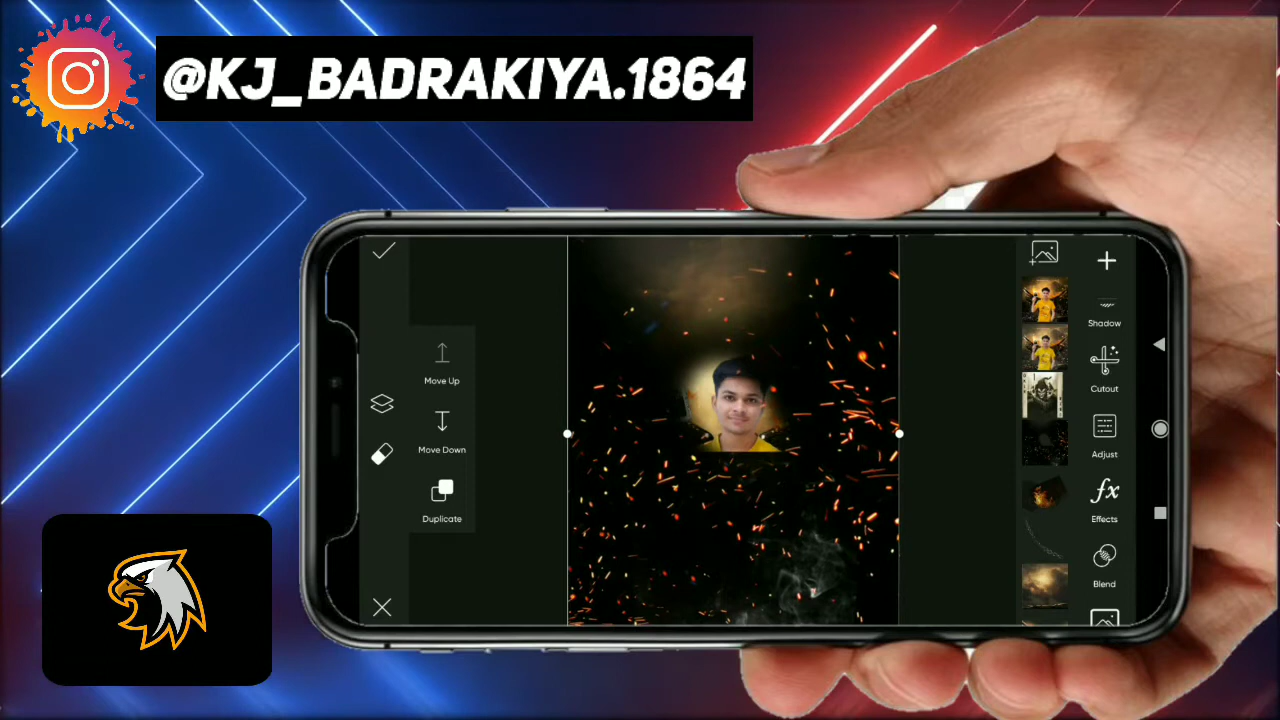 @KJ_BADRAKIYA.1864
Move Up
Move Down
Duplicate
Shadow
Cutout
Adjust
fx
Effects
Blend